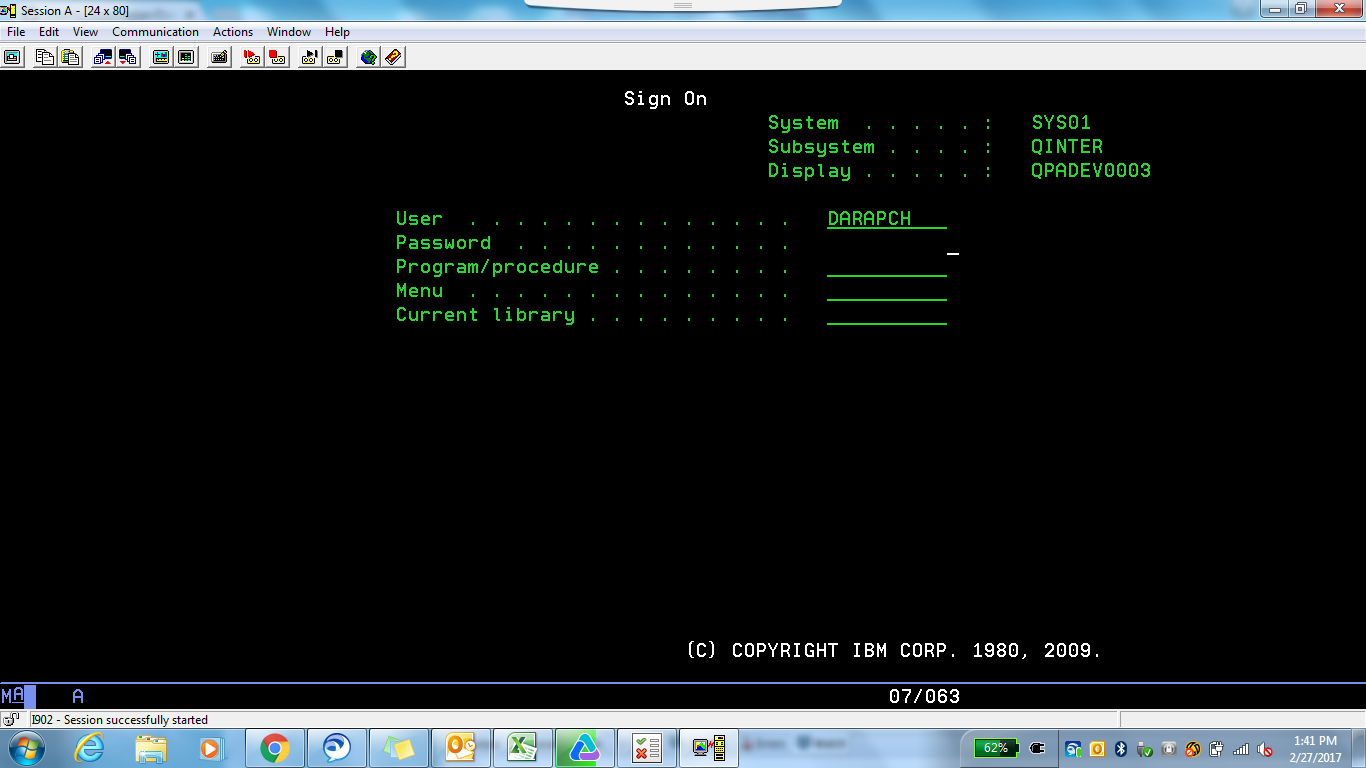 Session A - [24 x 80]
File Edit View Communication Actions Window Help
Sign On
System . . . . . : SYS01
Subsystem . . . . : QINTER
Display . . . . . : QPADEV0003
User . . . . . . . . . . . . . . DARAPCH
Password . . . . . . . . . . . .
Program/procedure . . . . . . . .
Menu . . . . . . . . . . . . . .
Current library . . . . . . . . .
(C) COPYRIGHT IBM CORP. 1980, 2009.
MA A 07/063
I902 - Session successfully started
62% 1:41 PM
2/27/2017